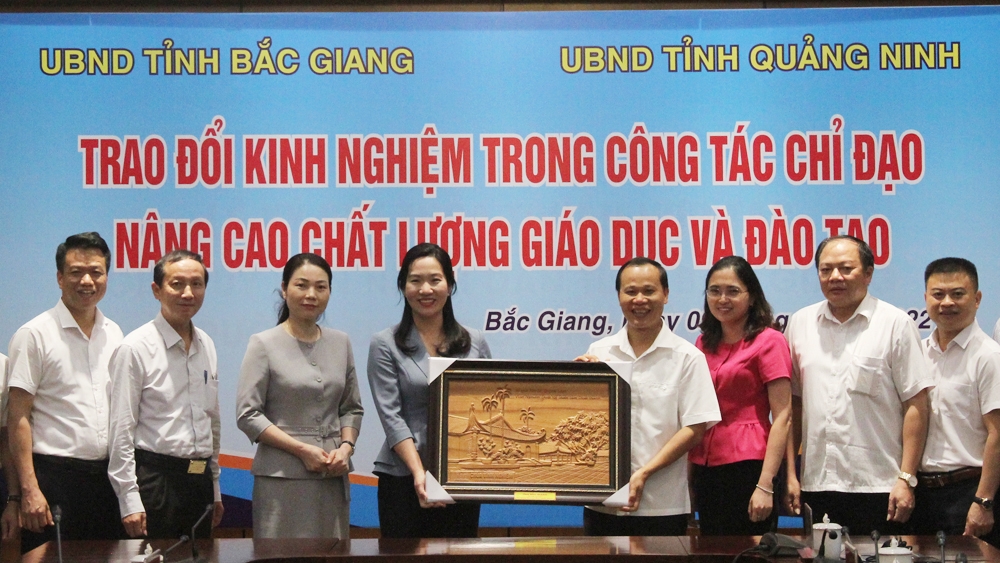 UBND TỈNH BẮC GIANG
UBND TỈNH QUẢNG NINH
TRAO ĐỔI KINH NGHIỆM TRONG CÔNG TÁC CHỈ ĐẠO
NÂNG CAO CHẤT LƯỢNG GIÁO DỤC VÀ ĐÀO TẠO
Bắc Giang,